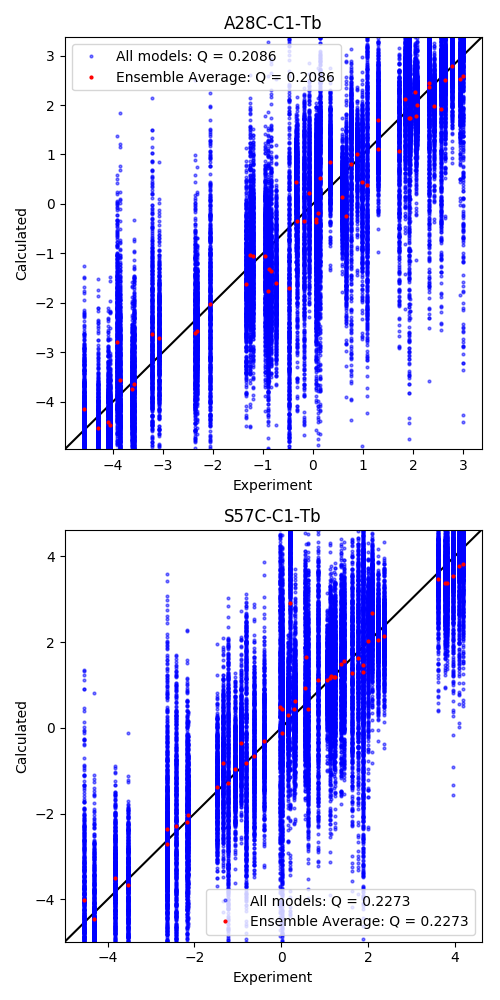 A28C-C1-Tb
All models: Q = 0.2086
Ensemble Average: Q = 0.2086
3
2
1
0
−1
−2
−3
−4
Calculated
−4 −3 −2 −1 0 1 2 3
Experiment
S57C-C1-Tb
4
2
0
−2
−4
Calculated
All models: Q = 0.2273
Ensemble Average: Q = 0.2273
−4 −2 0 2 4
Experiment